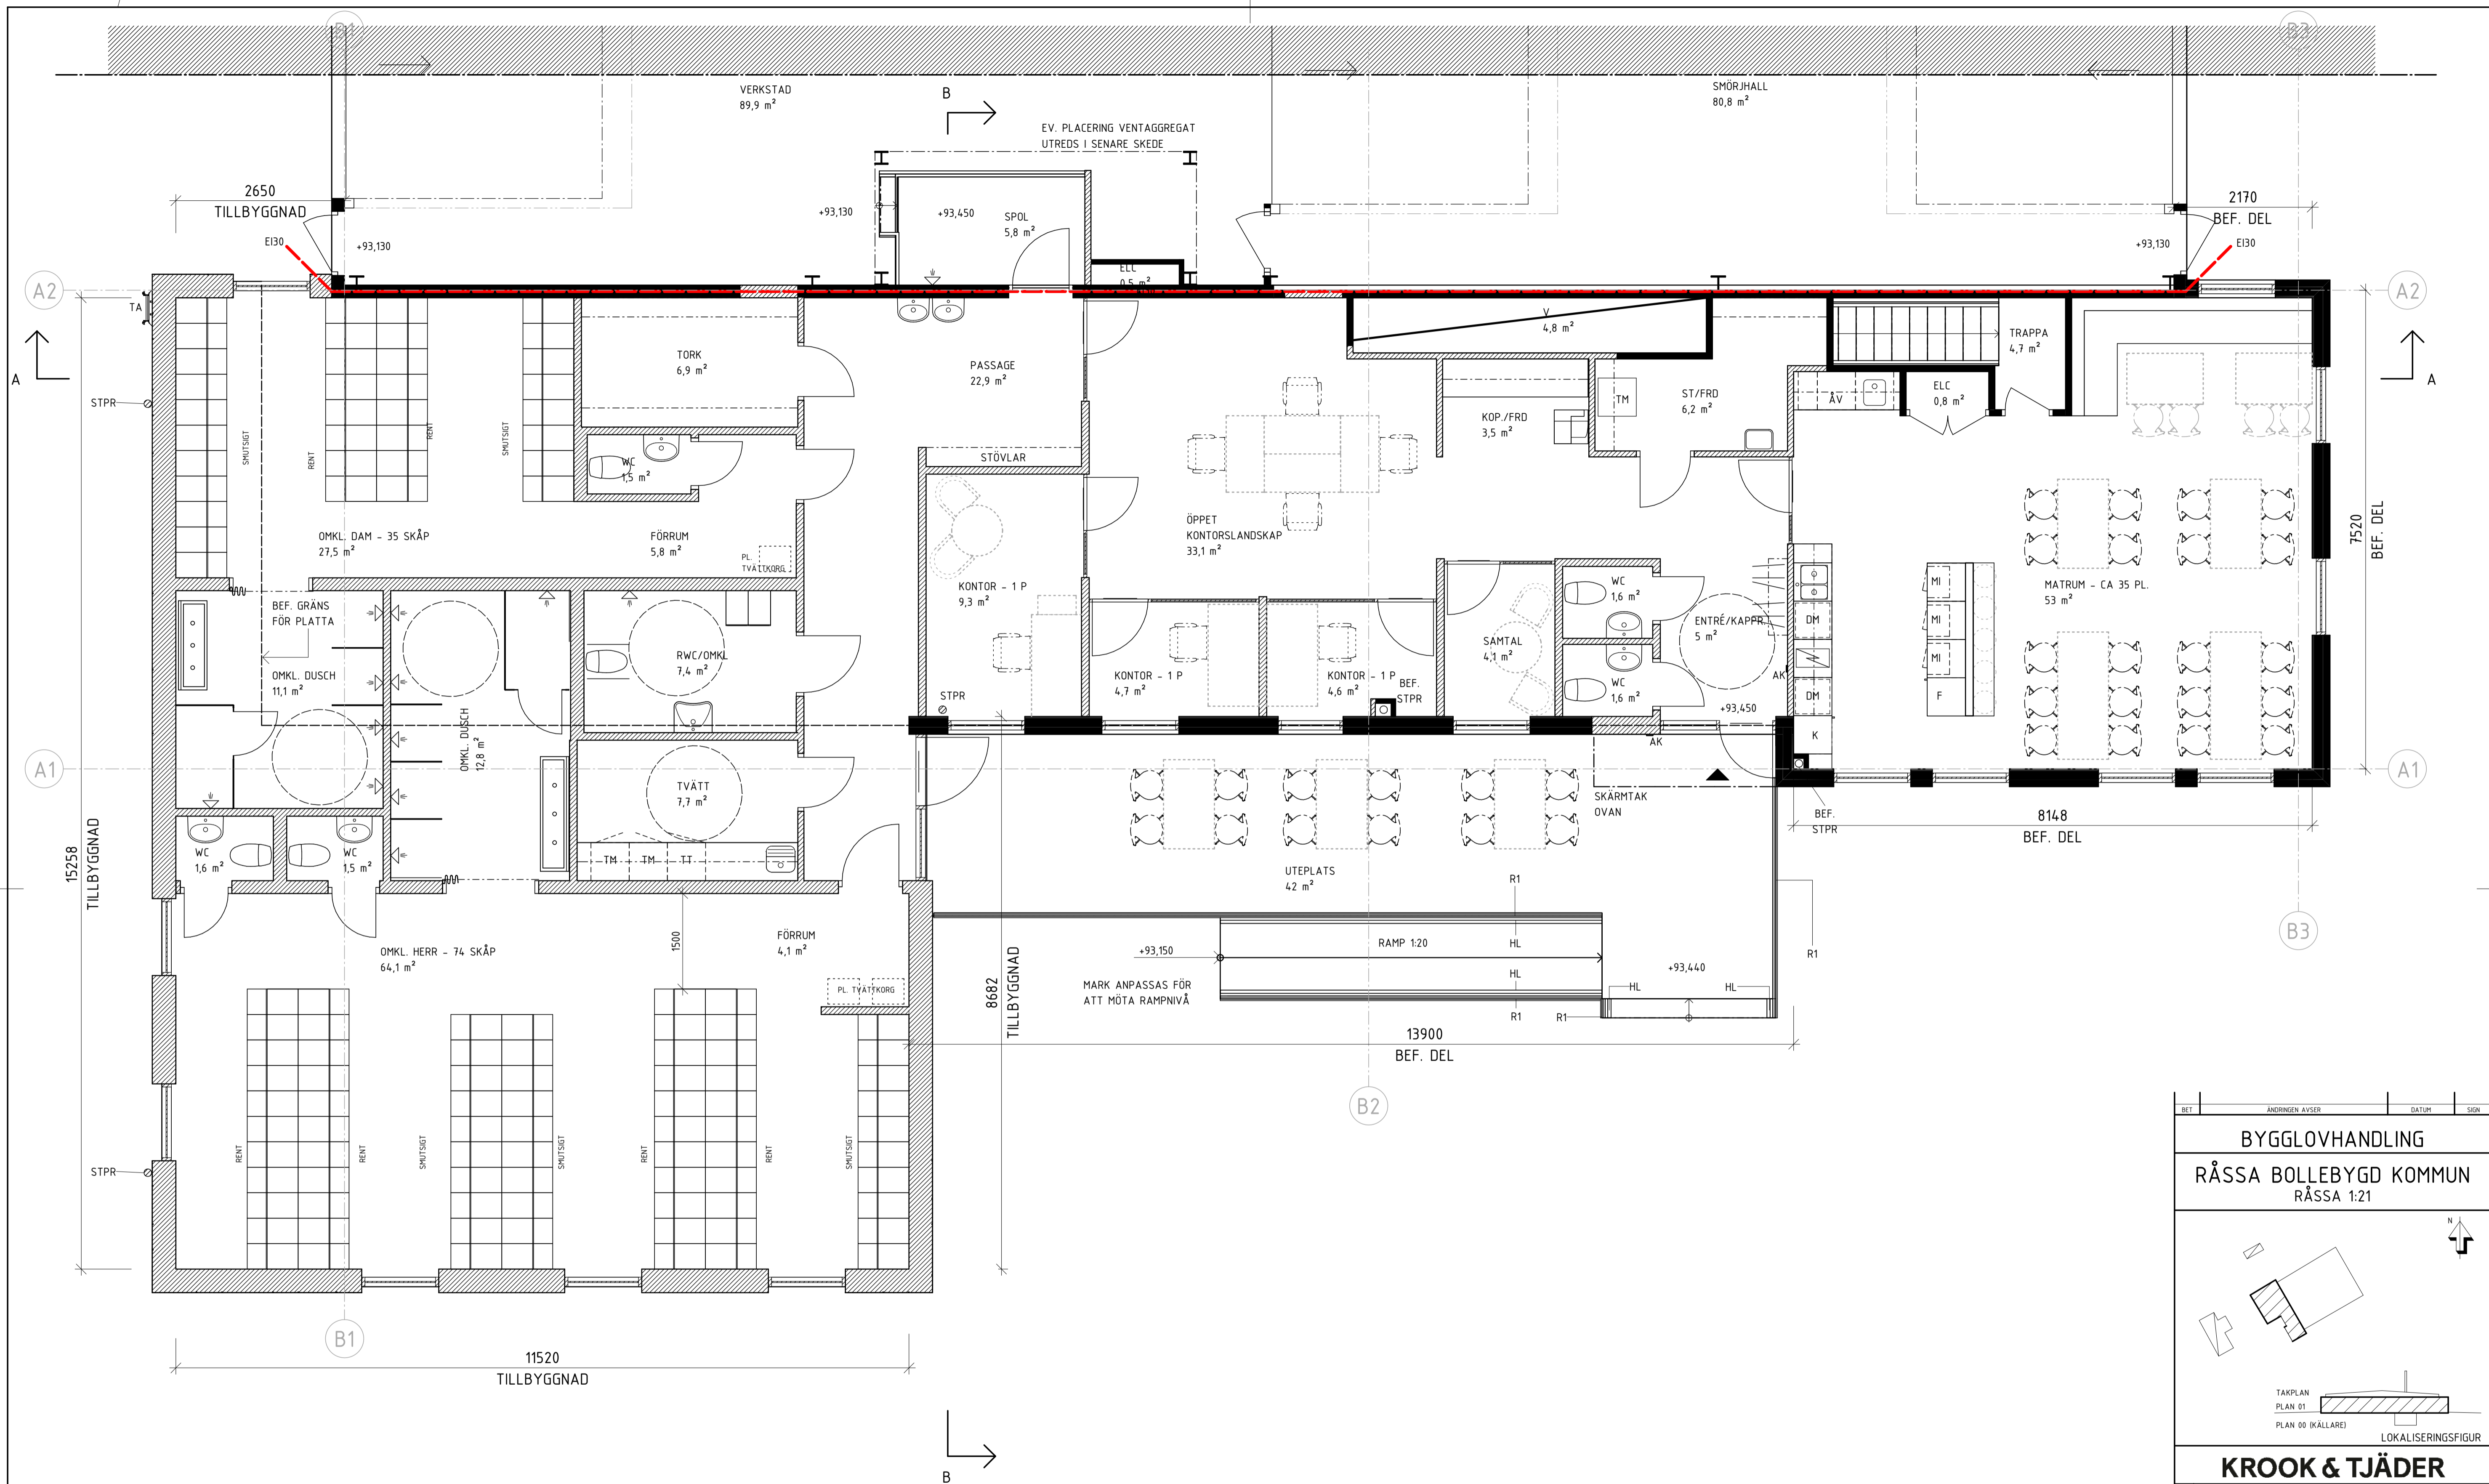 B1
B3
VERKSTAD
89,9 m²
SMÖRJHALL
80,8 m²
B
EV. PLACERING VENTAGGREGAT
UTREDS I SENARE SKEDE
2650
TILLBYGGNAD
2170
BEF. DEL
+93,130
+93,450
SPOL
5,8 m²
EI30
+93,130
+93,130
EI30
ELC
0,5 m²
A2
A2
TA
V
4,8 m²
TRAPPA
4,7 m²
TORK
6,9 m²
PASSAGE
22,9 m²
A
A
STPR
TM
ST/FRD
6,2 m²
ÅV
ELC
0,8 m²
KOP./FRD
3,5 m²
SMUTSIGT
RENT
RENT
SMUTSIGT
WC
1,5 m²
STÖVLAR
OMKL. DAM - 35 SKÅP
27,5 m²
FÖRRUM
5,8 m²
PL.
TVÄTTKORG
ÖPPET
KONTORSLANDSKAP
33,1 m²
7520
BEF. DEL
KONTOR - 1 P
9,3 m²
WC
1,6 m²
MI
MI
MI
F
MATRUM - CA 35 PL.
53 m²
BEF. GRÄNS
FÖR PLATTA
DM
ENTRÉ/KAPPR.
5 m²
SAMTAL
4,1 m²
RWC/OMKL
7,4 m²
OMKL. DUSCH
11,1 m²
KONTOR - 1 P
4,7 m²
KONTOR - 1 P
4,6 m²
BEF.
STPR
WC
1,6 m²
AK
DM
STPR
+93,450
K
OMKL. DUSCH
12,8 m²
AK
A1
A1
TVÄTT
7,7 m²
SKÄRMTAK
OVAN
BEF.
STPR
8148
BEF. DEL
15258
TILLBYGGNAD
WC
1,6 m²
WC
1,5 m²
TM
TM
TT
UTEPLATS
42 m²
R1
1500
FÖRRUM
4,1 m²
OMKL. HERR - 74 SKÅP
64,1 m²
B3
+93,150
RAMP 1:20
HL
R1
HL
+93,440
8682
TILLBYGGNAD
PL. TVÄTTKORG
MARK ANPASSAS FÖR
ATT MÖTA RAMPNIVÅ
HL
HL
R1
R1
13900
BEF. DEL
B2
RENT
RENT
SMUTSIGT
SMUTSIGT
RENT
RENT
SMUTSIGT
STPR
B1
11520
TILLBYGGNAD
B
BET
ÄNDRINGEN AVSER
DATUM
SIGN
BYGGLOVHANDLING
RÅSSA BOLLEBYGD KOMMUN
RÅSSA 1:21
N
TAKPLAN
PLAN 01
PLAN 00 (KÄLLARE)
LOKALISERINGSFIGUR
KROOK & TJÄDER